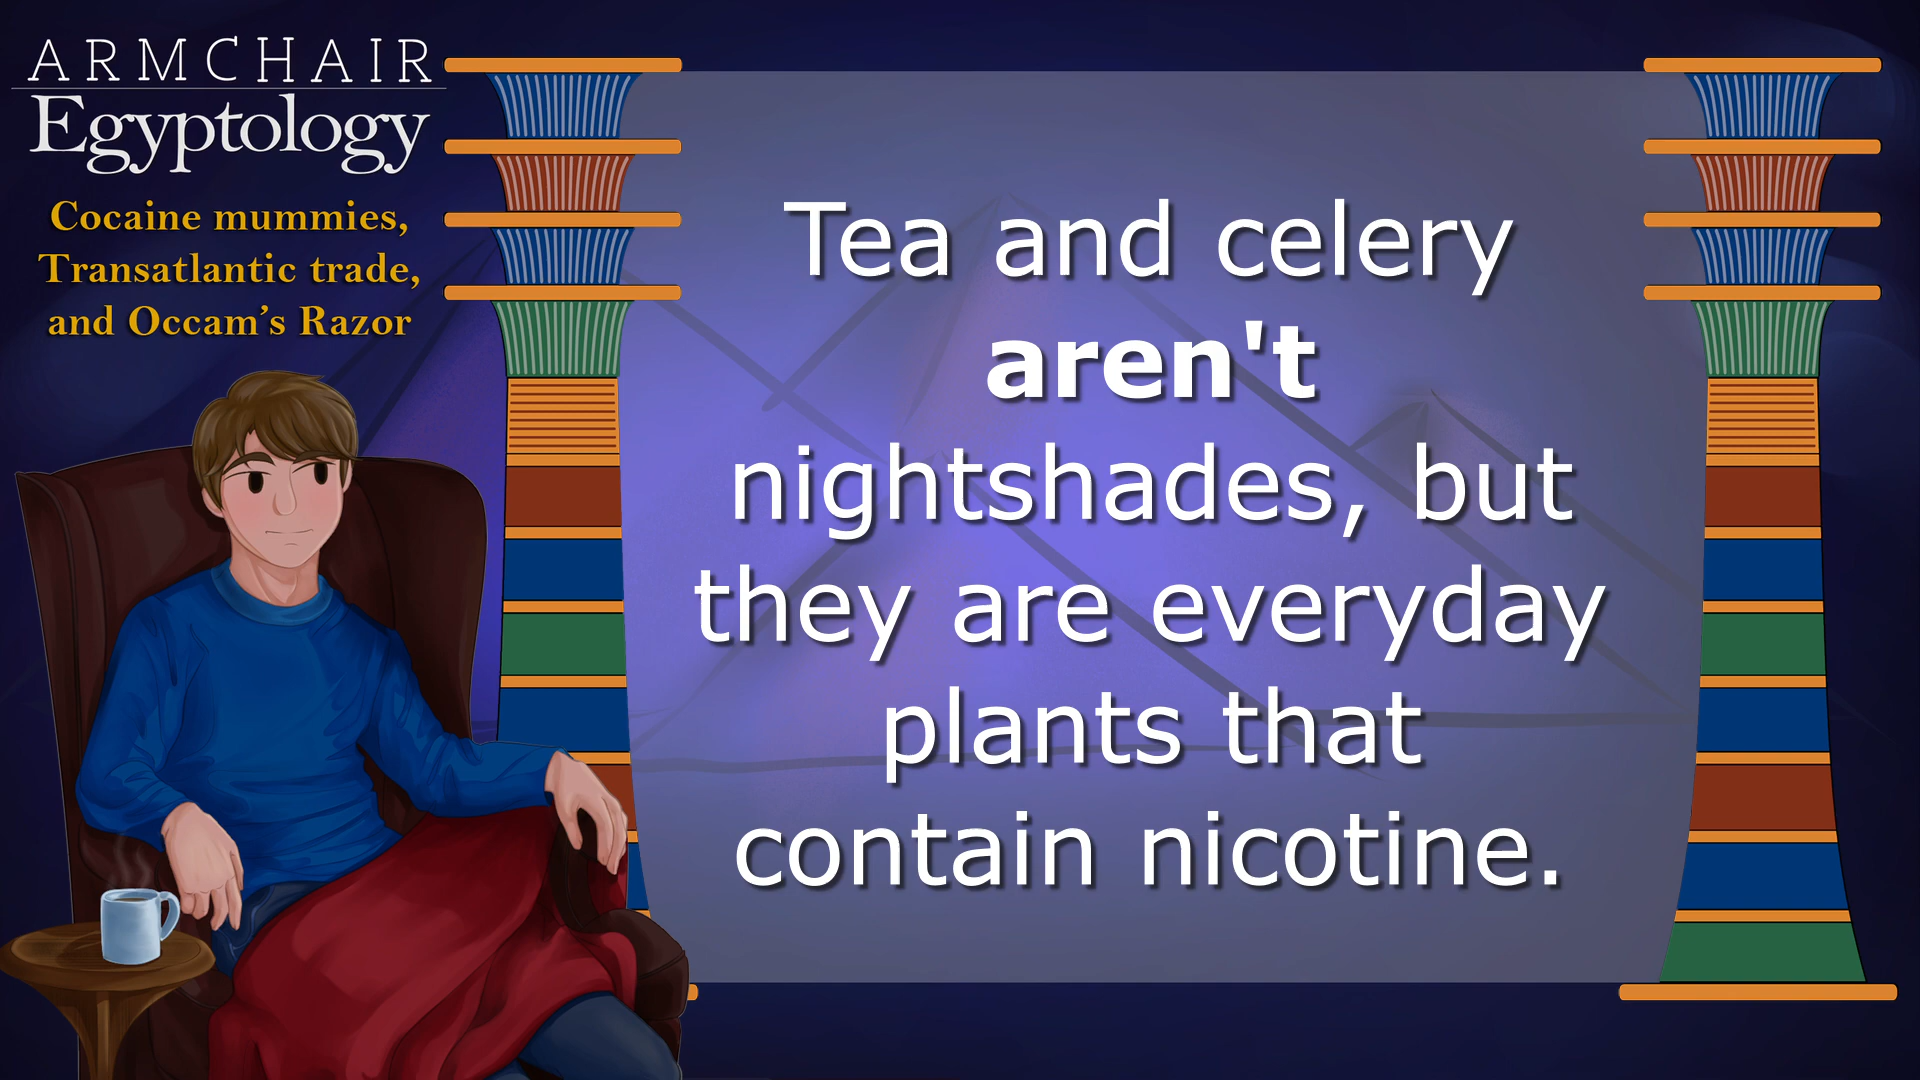 ARMCHAIR
Egyptology
Cocaine mummies,
Transatlantic trade,
and Occam’s Razor
Tea and celery
aren't
nightshades, but
they are everyday
plants that
contain nicotine.